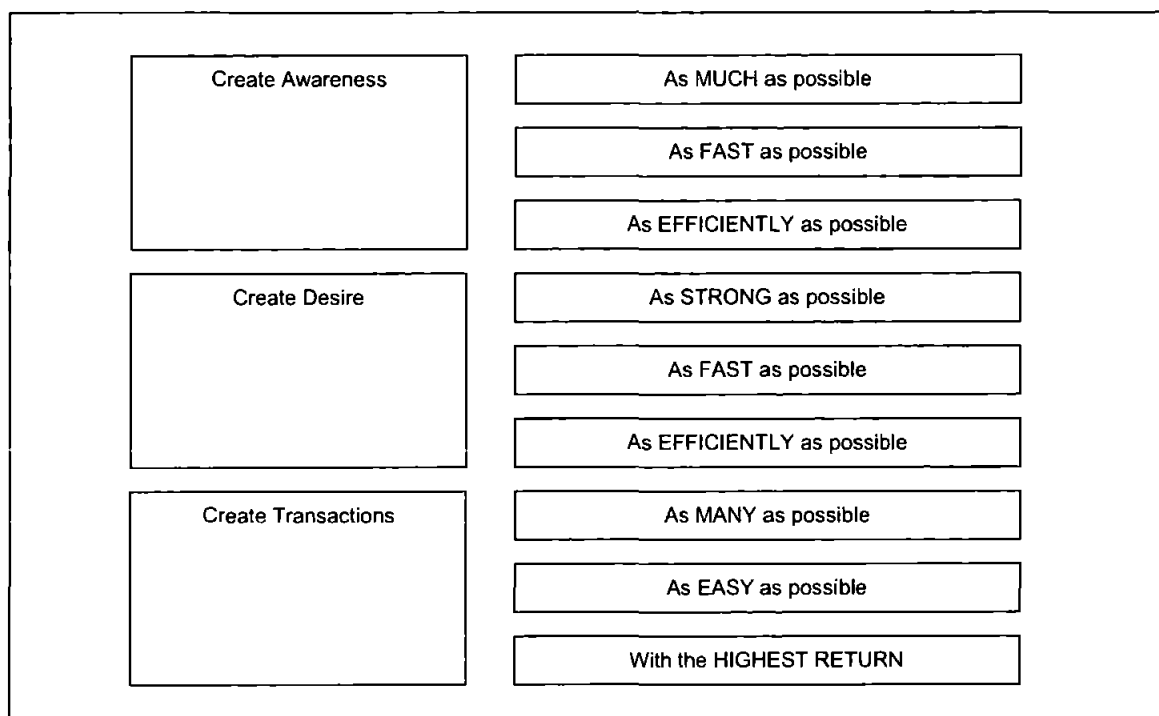 Create Awareness
As MUCH as possible
As FAST as possible
As EFFICIENTLY as possible
Create Desire
As STRONG as possible
As FAST as possible
As EFFICIENTLY as possible
Create Transactions
As MANY as possible
As EASY as possible
With the HIGHEST RETURN